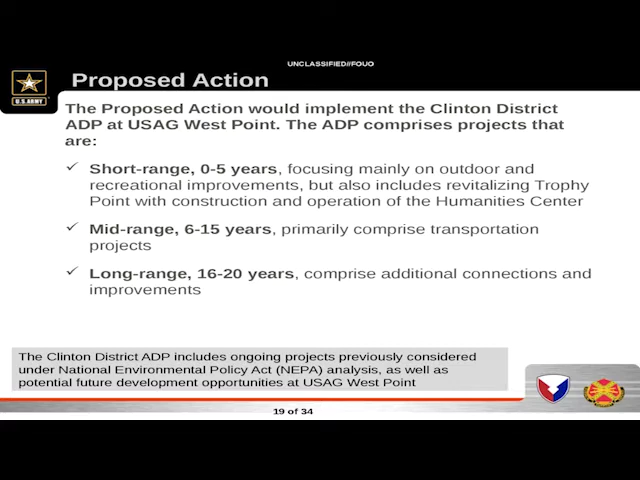 UNCLASSIFIED//FOUO
Proposed Action
U.S.ARMY
The Proposed Action would implement the Clinton District
ADP at USAG West Point. The ADP comprises projects that
are:
Short-range, 0-5 years, focusing mainly on outdoor and
recreational improvements, but also includes revitalizing Trophy
Point with construction and operation of the Humanities Center
Mid-range, 6-15 years, primarily comprise transportation
projects
Long-range, 16-20 years, comprise additional connections and
improvements
The Clinton District ADP includes ongoing projects previously considered
under National Environmental Policy Act (NEPA) analysis, as well as
potential future development opportunities at USAG West Point
19 of 34